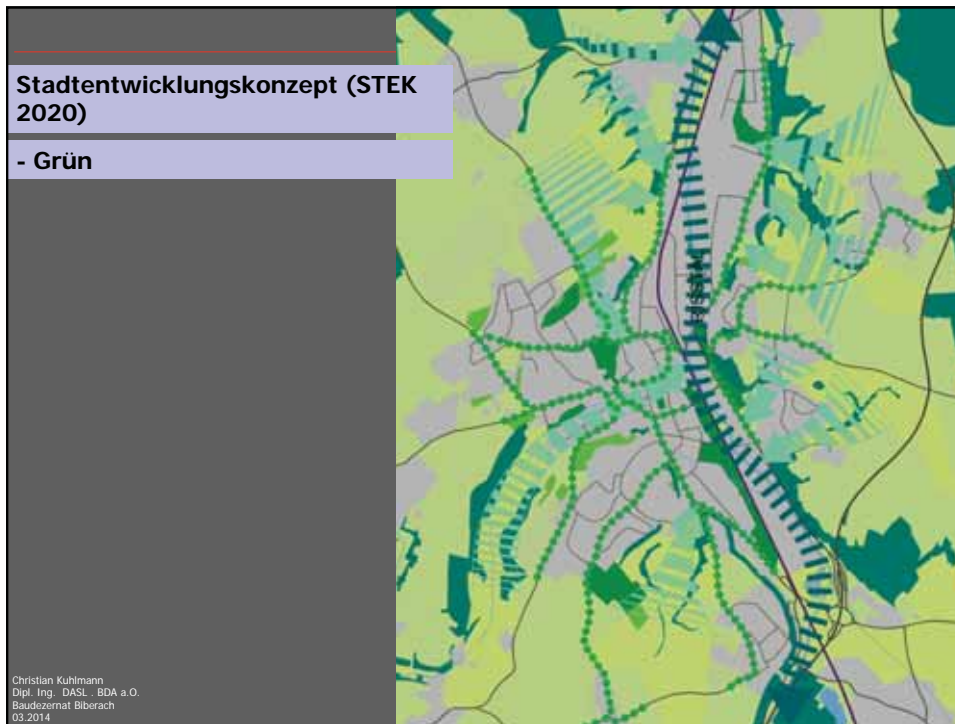 Stadtentwicklungskonzept (STEK
2020)
- Grün
Christian Kuhlmann
Dipl. Ing. DASL . BDA a.O.
Baudezernat Biberach
03.2014